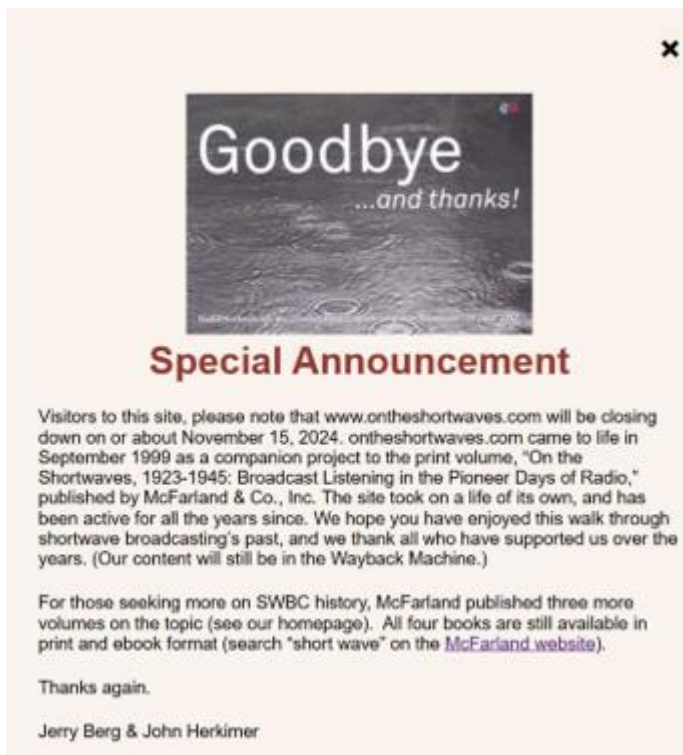 Goodbye
...and thanks!
Special Announcement
Visitors to this site, please note that www.ontheshortwaves.com will be closing
down on or about November 15, 2024. ontheshortwaves.com came to life in
September 1999 as a companion project to the print volume, “On the
Shortwaves, 1923-1945: Broadcast Listening in the Pioneer Days of Radio,”
published by McFarland & Co., Inc. The site took on a life of its own, and has
been active for all the years since. We hope you have enjoyed this walk through
shortwave broadcasting's past, and we thank all who have supported us over the
years. (Our content will still be in the Wayback Machine.)
For those seeking more on SWBC history, McFarland published three more
volumes on the topic (see our homepage). All four books are still available in
print and ebook format (search “short wave” on the McFarland website).
Thanks again.
Jerry Berg & John Herkimer